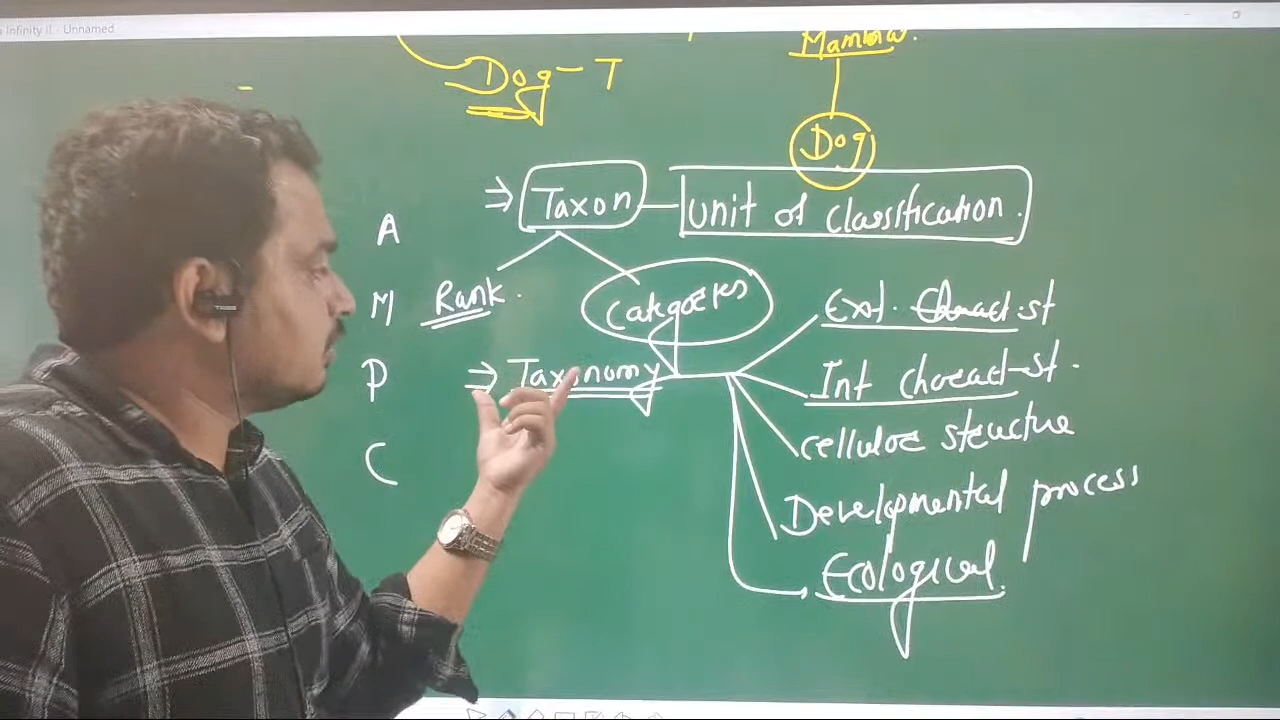 Infinity II - Unnamed
Mammal.
Dog - T
Dog
⇒ Taxon — Unit of classification.
A
M Rank. Categories Ext. Charact-st
P ⇒ Taxonomy Int Charact-st.
Cellular structure
C
Developmental process
Ecological.